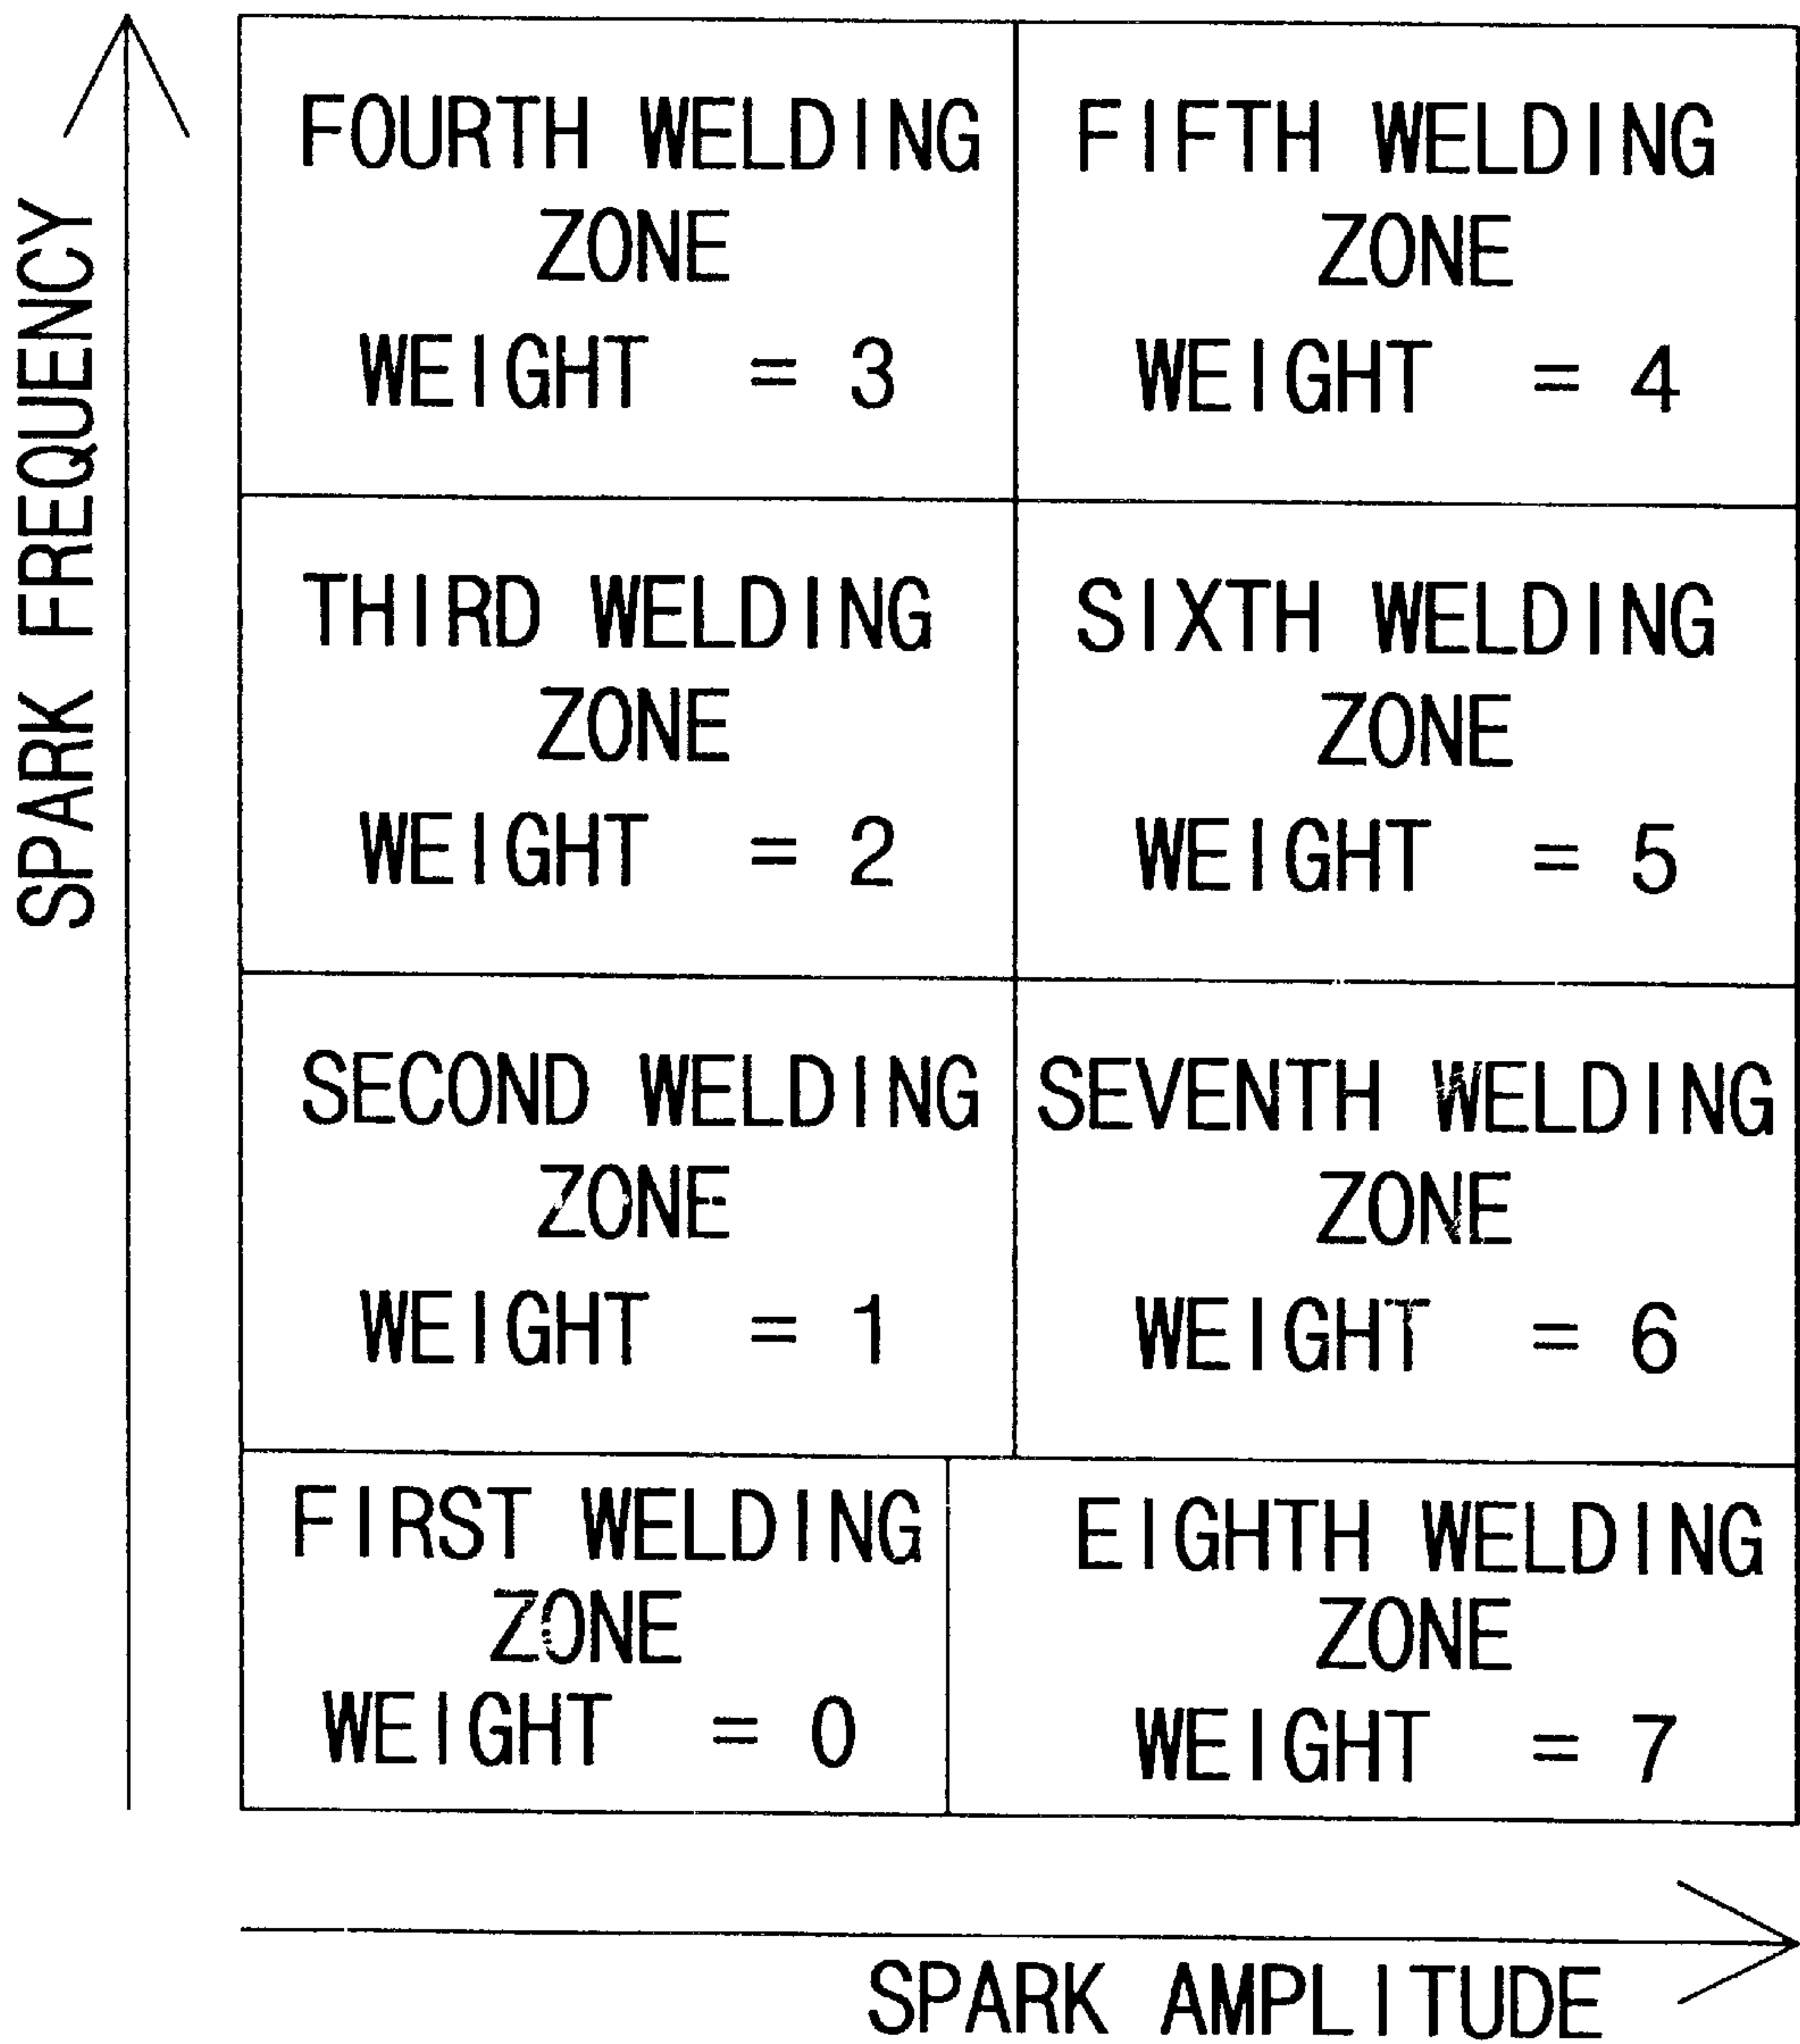 SPARK FREQUENCY
FOURTH WELDING
ZONE
WEIGHT = 3
FIFTH WELDING
ZONE
WEIGHT = 4
THIRD WELDING
ZONE
WEIGHT = 2
SIXTH WELDING
ZONE
WEIGHT = 5
SECOND WELDING
ZONE
WEIGHT = 1
SEVENTH WELDING
ZONE
WEIGHT = 6
FIRST WELDING
ZONE
WEIGHT = 0
EIGHTH WELDING
ZONE
WEIGHT = 7
SPARK AMPLITUDE